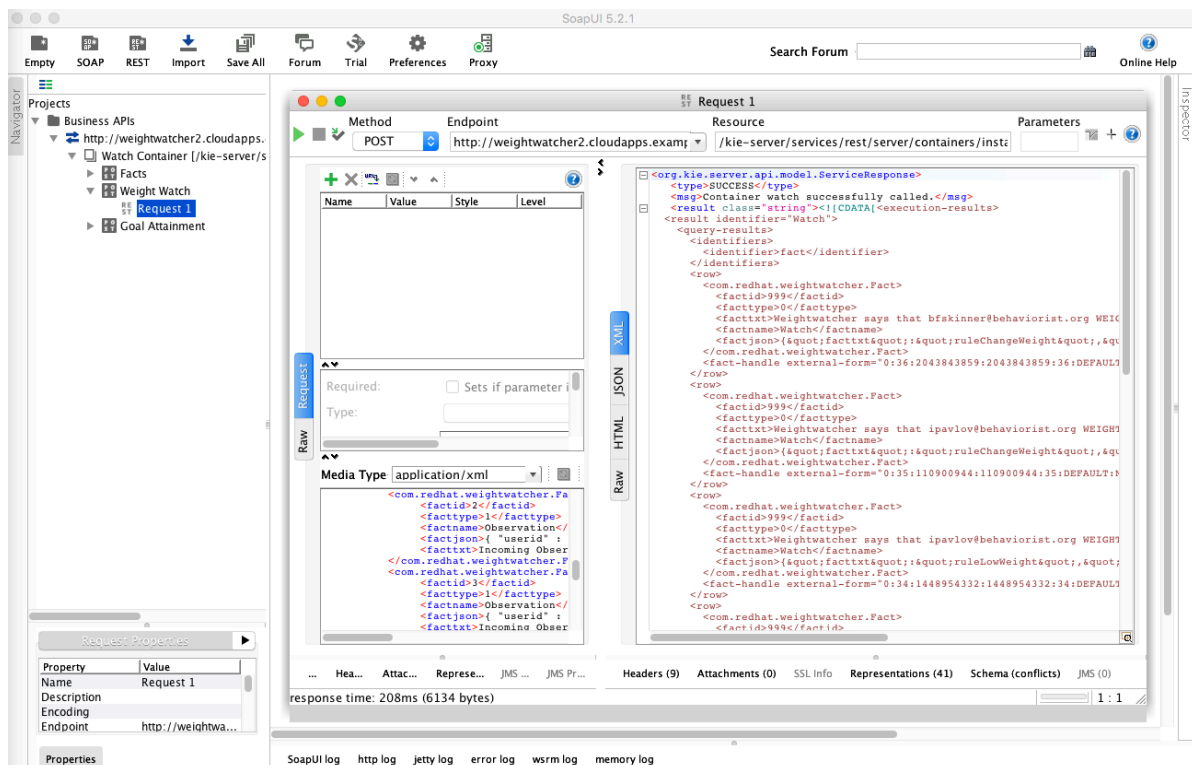 SoapUI 5.2.1
Empty SOAP REST Import Save All Forum Trial Preferences Proxy Search Forum Online Help
Navigator
Inspector
Projects
Business APIs
http://weightwatcher2.cloudapps.
Watch Container [/kie-server/s
Facts
Weight Watch
Request 1
Goal Attainment
Request Properties
Property Value
Name Request 1
Description
Encoding
Endpoint http://weightwa...
Properties
Request 1
Method Endpoint Resource Parameters
POST http://weightwatcher2.cloudapps.examp /kie-server/services/rest/server/containers/insta
Request
Raw
Name Value Style Level
Required: Sets if parameter i
Type:
Media Type application/xml
<com.redhat.weightwatcher.Fa
<factid>2</factid>
<facttype>1</facttype>
<factname>Observation</
<factjson>{ "userid" :
<facttxt>Incoming Obser
</com.redhat.weightwatcher.Fa
<com.redhat.weightwatcher.Fa
<factid>3</factid>
<facttype>1</facttype>
<factname>Observation</
<factjson>{ "userid" :
<facttxt>Incoming Obser
XML
JSON
HTML
Raw
<org.kie.server.api.model.ServiceResponse>
<type>SUCCESS</type>
<msg>Container watch successfully called.</msg>
<result class="string"><![CDATA[<execution-results>
<result identifier="Watch">
<query-results>
<identifiers>
<identifier>fact</identifier>
</identifiers>
<row>
<com.redhat.weightwatcher.Fact>
<factid>999</factid>
<facttype>0</facttype>
<facttxt>Weightwatcher says that bfskinner@behaviorist.org WEIG
<factname>Watch</factname>
<factjson>{&quot;facttxt&quot;:&quot;ruleChangeWeight&quot;,&qu
</com.redhat.weightwatcher.Fact>
<fact-handle external-form="0:36:2043843859:2043843859:36:DEFAULT
</row>
<row>
<com.redhat.weightwatcher.Fact>
<factid>999</factid>
<facttype>0</facttype>
<facttxt>Weightwatcher says that ipavlov@behaviorist.org WEIGHT
<factname>Watch</factname>
<factjson>{&quot;facttxt&quot;:&quot;ruleChangeWeight&quot;,&qu
</com.redhat.weightwatcher.Fact>
<fact-handle external-form="0:35:110900944:110900944:35:DEFAULT:N
</row>
<row>
<com.redhat.weightwatcher.Fact>
<factid>999</factid>
<facttype>0</facttype>
<facttxt>Weightwatcher says that ipavlov@behaviorist.org WEIGHT
<factname>Watch</factname>
<factjson>{&quot;facttxt&quot;:&quot;ruleLowWeight&quot;,&quot;
</com.redhat.weightwatcher.Fact>
<fact-handle external-form="0:34:1448954332:1448954332:34:DEFAULT
</row>
<row>
<com.redhat.weightwatcher.Fact>
<factid>999</factid>
... Hea... Attac... Represe... JMS ... JMS Pr...
Headers (9) Attachments (0) SSL Info Representations (41) Schema (conflicts) JMS (0)
response time: 208ms (6134 bytes)
1 : 1
SoapUI log http log jetty log error log wsrm log memory log